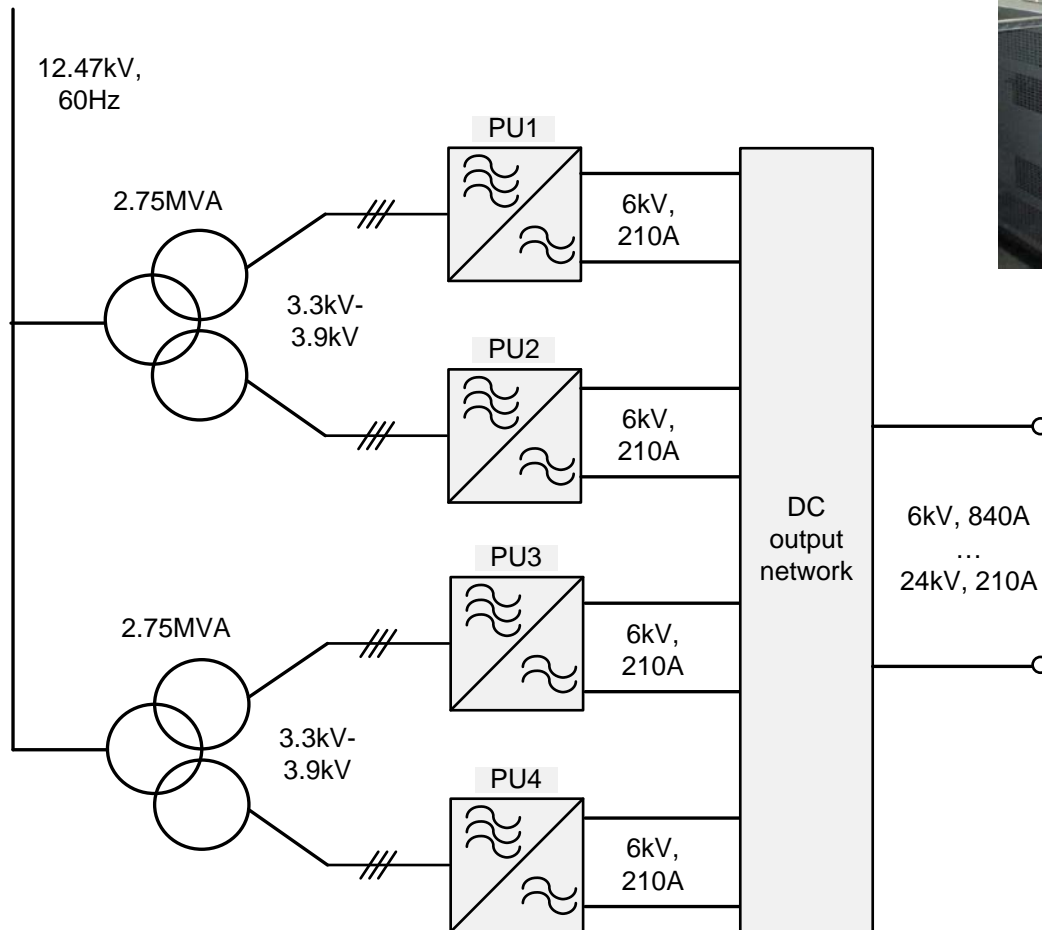 12.47kV,
60Hz
PU1
2.75MVA
6kV,
210A
3.3kV-
3.9kV
PU2
6kV,
210A
DC
output
network
6kV, 840A
…
24kV, 210A
PU3
2.75MVA
6kV,
210A
3.3kV-
3.9kV
PU4
6kV,
210A